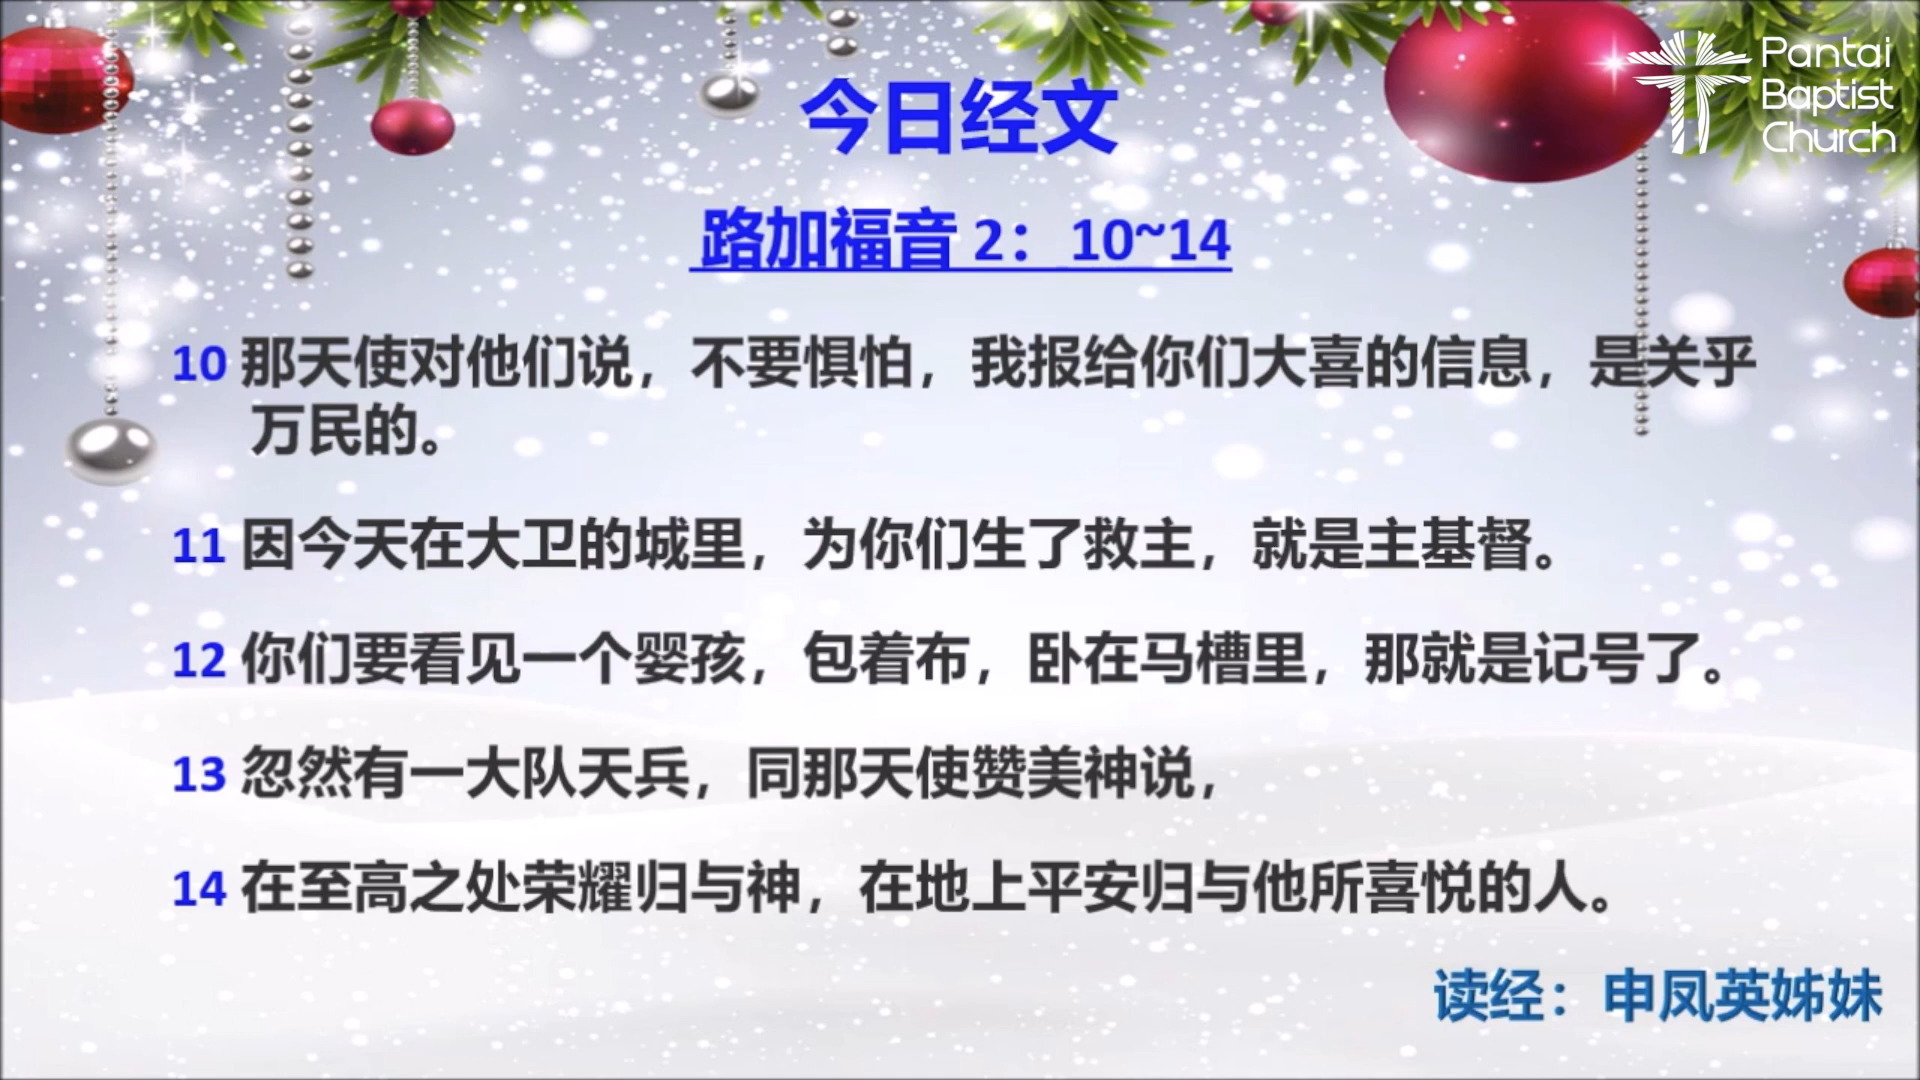 Pantai
Baptist
Church
今日经文
路加福音 2：10~14
10 那天使对他们说，不要惧怕，我报给你们大喜的信息，是关乎
万民的。
11 因今天在大卫的城里，为你们生了救主，就是主基督。
12 你们要看见一个婴孩，包着布，卧在马槽里，那就是记号了。
13 忽然有一大队天兵，同那天使赞美神说，
14 在至高之处荣耀归与神，在地上平安归与他所喜悦的人。
读经：申凤英姊妹